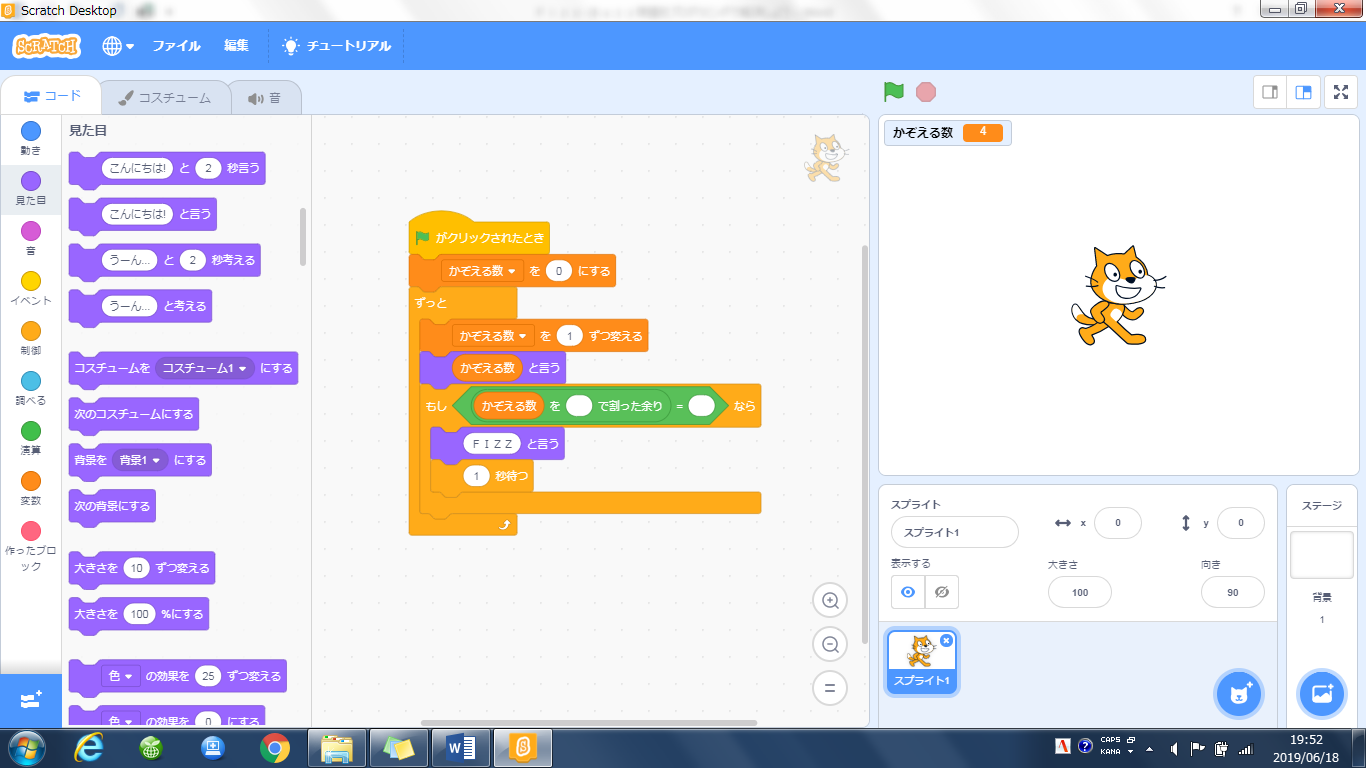 Scratch Desktop
SCRATCH ファイル 編集 チュートリアル
コード コスチューム 音
動き
見た目
音
イベント
制御
調べる
演算
変数
作ったブロック
見た目
こんにちは! と 2 秒言う
こんにちは! と言う
うーん... と 2 秒考える
うーん... と考える
コスチュームを コスチューム1 にする
次のコスチュームにする
背景を 背景1 にする
次の背景にする
大きさを 10 ずつ変える
大きさを 100 %にする
色 の効果を 25 ずつ変える
色 の効果を 0 にする
がクリックされたとき
かぞえる数 を 0 にする
ずっと
かぞえる数 を 1 ずつ変える
かぞえる数 と言う
もし かぞえる数 を で割った余り = なら
ＦＩＺＺ と言う
1 秒待つ
かぞえる数 4
スプライト
スプライト1
x 0 y 0
表示する 大きさ 100 向き 90
スプライト1
ステージ
背景
1
CAPS
KANA
19:52
2019/06/18